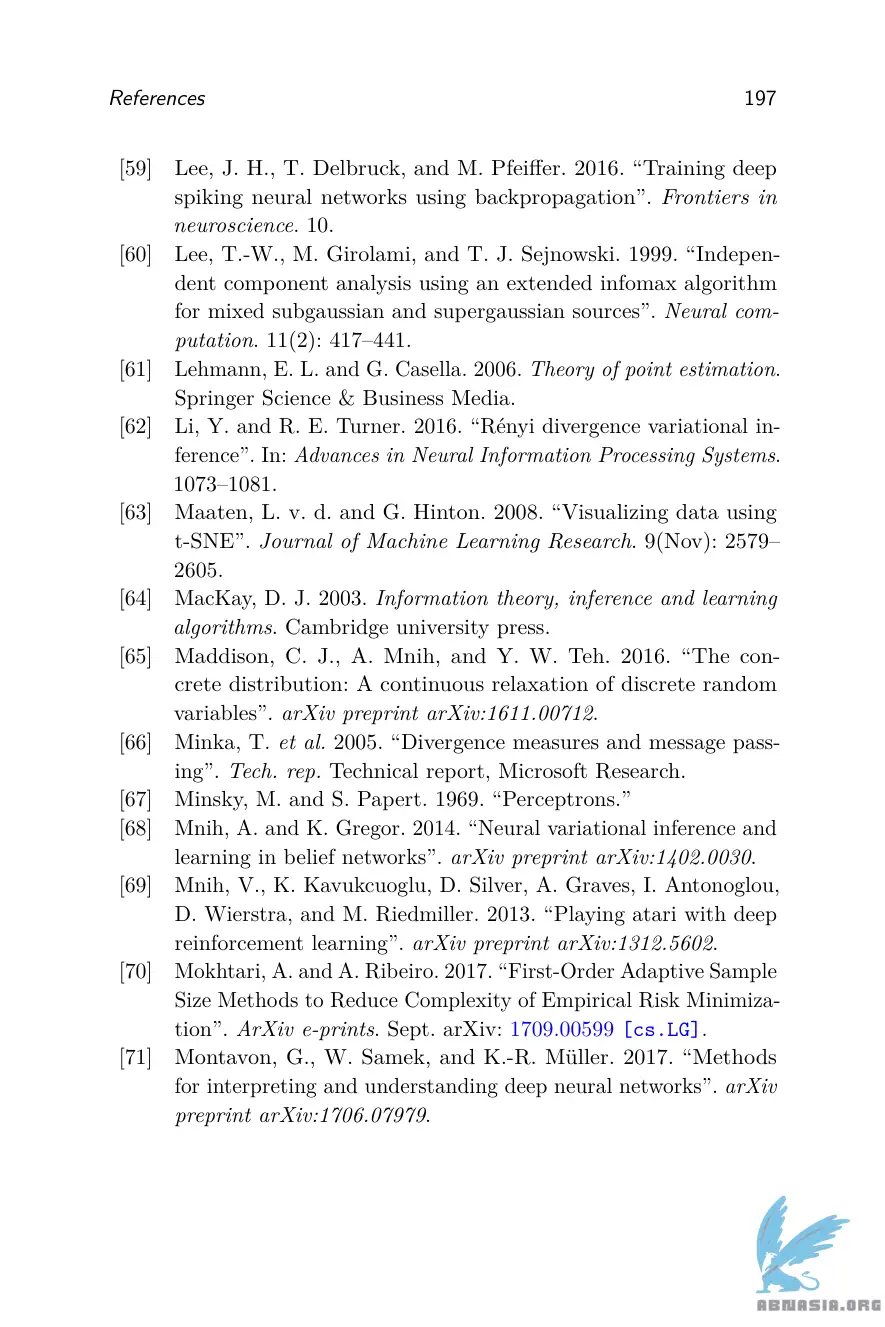 References 197
[59] Lee, J. H., T. Delbruck, and M. Pfeiffer. 2016. “Training deep
spiking neural networks using backpropagation”. Frontiers in
neuroscience. 10.
[60] Lee, T.-W., M. Girolami, and T. J. Sejnowski. 1999. “Indepen-
dent component analysis using an extended infomax algorithm
for mixed subgaussian and supergaussian sources”. Neural com-
putation. 11(2): 417–441.
[61] Lehmann, E. L. and G. Casella. 2006. Theory of point estimation.
Springer Science & Business Media.
[62] Li, Y. and R. E. Turner. 2016. “Rényi divergence variational in-
ference”. In: Advances in Neural Information Processing Systems.
1073–1081.
[63] Maaten, L. v. d. and G. Hinton. 2008. “Visualizing data using
t-SNE”. Journal of Machine Learning Research. 9(Nov): 2579–
2605.
[64] MacKay, D. J. 2003. Information theory, inference and learning
algorithms. Cambridge university press.
[65] Maddison, C. J., A. Mnih, and Y. W. Teh. 2016. “The con-
crete distribution: A continuous relaxation of discrete random
variables”. arXiv preprint arXiv:1611.00712.
[66] Minka, T. et al. 2005. “Divergence measures and message pass-
ing”. Tech. rep. Technical report, Microsoft Research.
[67] Minsky, M. and S. Papert. 1969. “Perceptrons.”
[68] Mnih, A. and K. Gregor. 2014. “Neural variational inference and
learning in belief networks”. arXiv preprint arXiv:1402.0030.
[69] Mnih, V., K. Kavukcuoglu, D. Silver, A. Graves, I. Antonoglou,
D. Wierstra, and M. Riedmiller. 2013. “Playing atari with deep
reinforcement learning”. arXiv preprint arXiv:1312.5602.
[70] Mokhtari, A. and A. Ribeiro. 2017. “First-Order Adaptive Sample
Size Methods to Reduce Complexity of Empirical Risk Minimiza-
tion”. ArXiv e-prints. Sept. arXiv: 1709.00599 [cs.LG].
[71] Montavon, G., W. Samek, and K.-R. Müller. 2017. “Methods
for interpreting and understanding deep neural networks”. arXiv
preprint arXiv:1706.07979.
ABNASIA.ORG